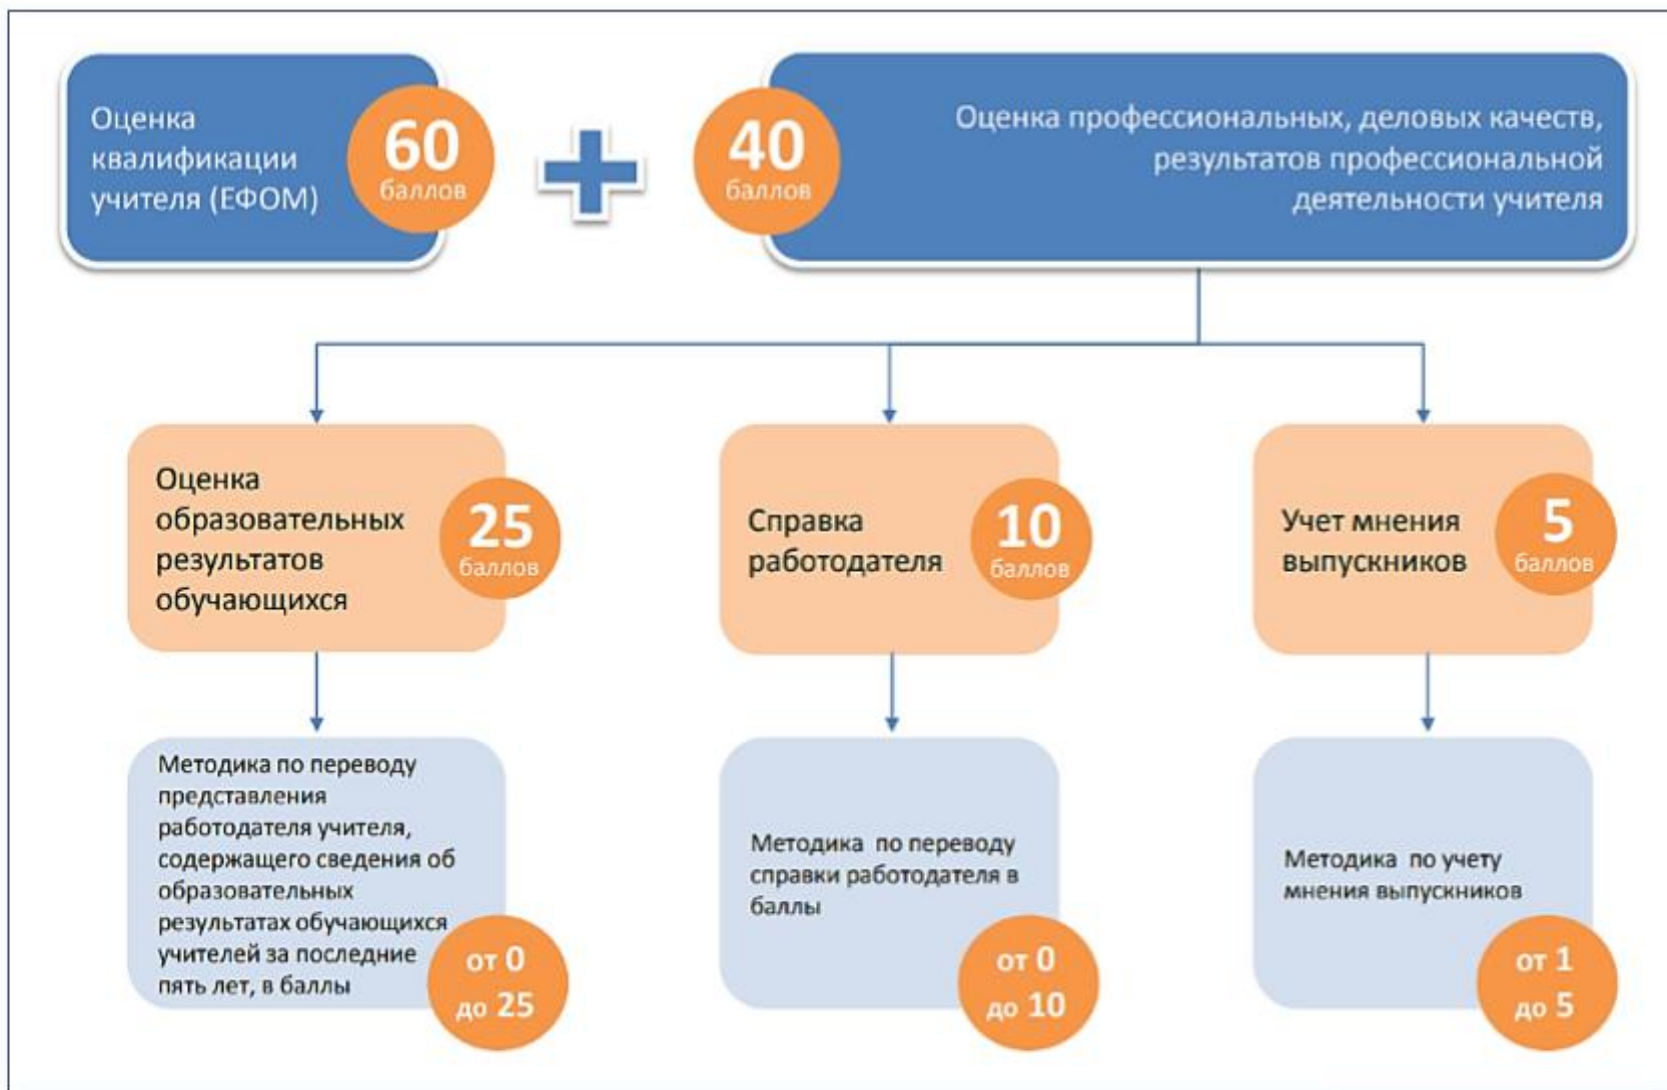 Оценка
квалификации
учителя (ЕФОМ)
60
баллов
40
баллов
Оценка профессиональных, деловых качеств,
результатов профессиональной
деятельности учителя
Оценка
образовательных
результатов
обучающихся
25
баллов
Справка
работодателя
10
баллов
Учет мнения
выпускников
5
баллов
Методика по переводу
представления
работодателя учителя,
содержащего сведения об
образовательных
результатах обучающихся
учителей за последние
пять лет, в баллы
от 0
до 25
Методика по переводу
справки работодателя в
баллы
от 0
до 10
Методика по учету
мнения выпускников
от 1
до 5